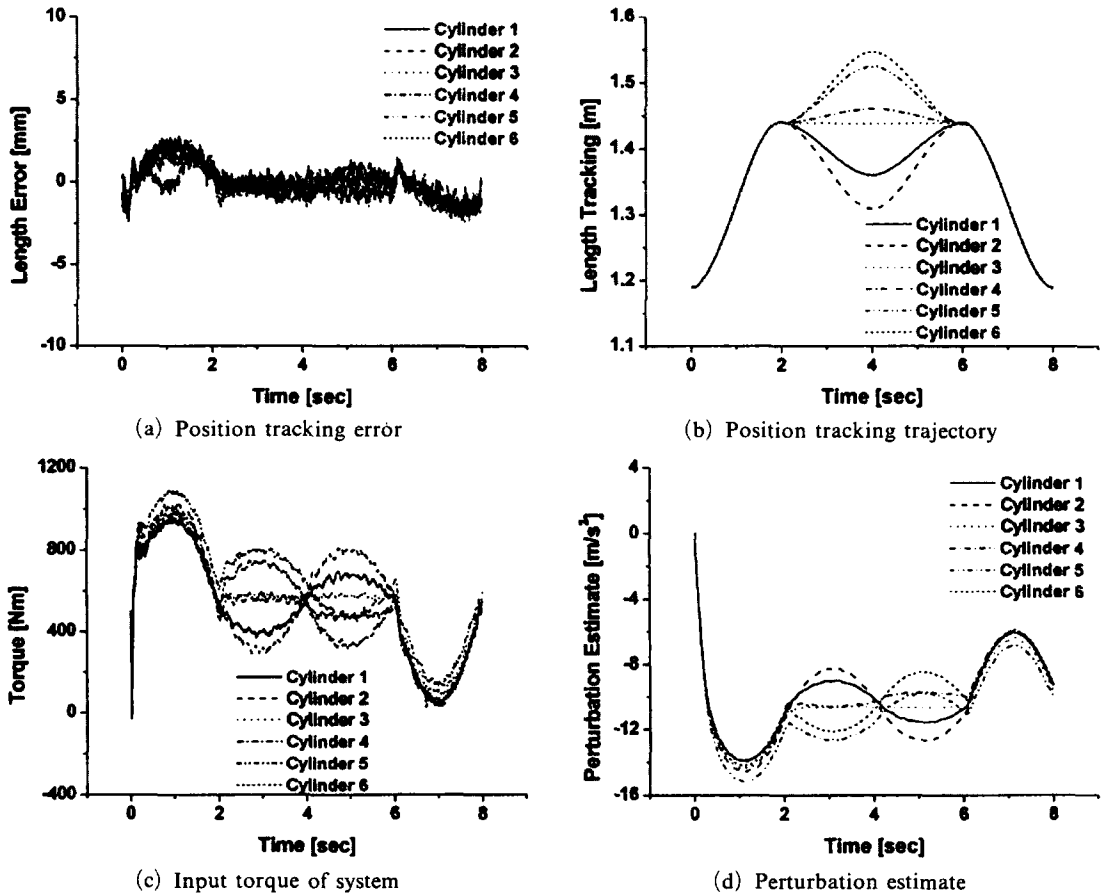 10
5
0
-5
-10
Length Error [mm]
Cylinder 1
Cylinder 2
Cylinder 3
Cylinder 4
Cylinder 5
Cylinder 6
0 2 4 6 8
Time [sec]
(a) Position tracking error
1.6
1.5
1.4
1.3
1.2
1.1
Length Tracking [m]
Cylinder 1
Cylinder 2
Cylinder 3
Cylinder 4
Cylinder 5
Cylinder 6
0 2 4 6 8
Time [sec]
(b) Position tracking trajectory
1200
800
400
0
-400
Torque [Nm]
Cylinder 1
Cylinder 2
Cylinder 3
Cylinder 4
Cylinder 5
Cylinder 6
0 2 4 6 8
Time [sec]
(c) Input torque of system
4
0
-4
-8
-12
-16
Perturbation Estimate [m/s²]
Cylinder 1
Cylinder 2
Cylinder 3
Cylinder 4
Cylinder 5
Cylinder 6
0 2 4 6 8
Time [sec]
(d) Perturbation estimate